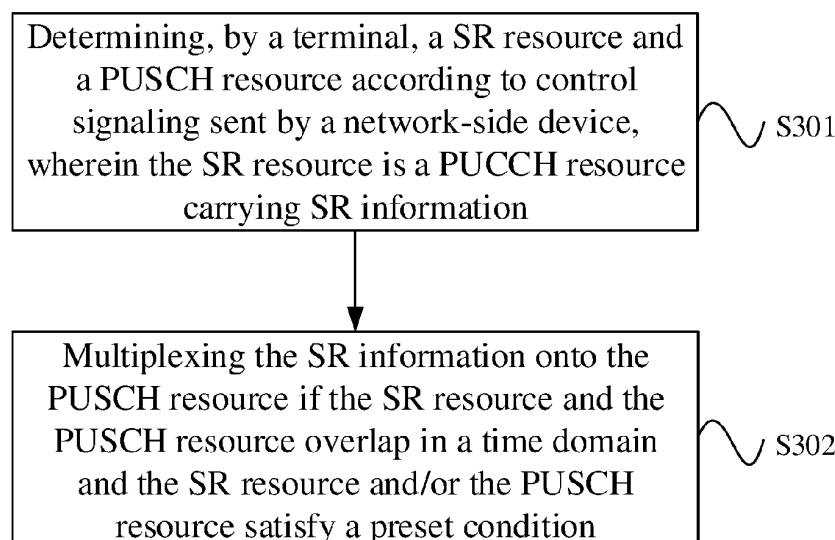 Determining, by a terminal, a SR resource and
a PUSCH resource according to control
signaling sent by a network-side device,
wherein the SR resource is a PUCCH resource
carrying SR information
S301
Multiplexing the SR information onto the
PUSCH resource if the SR resource and the
PUSCH resource overlap in a time domain
and the SR resource and/or the PUSCH
resource satisfy a preset condition
S302